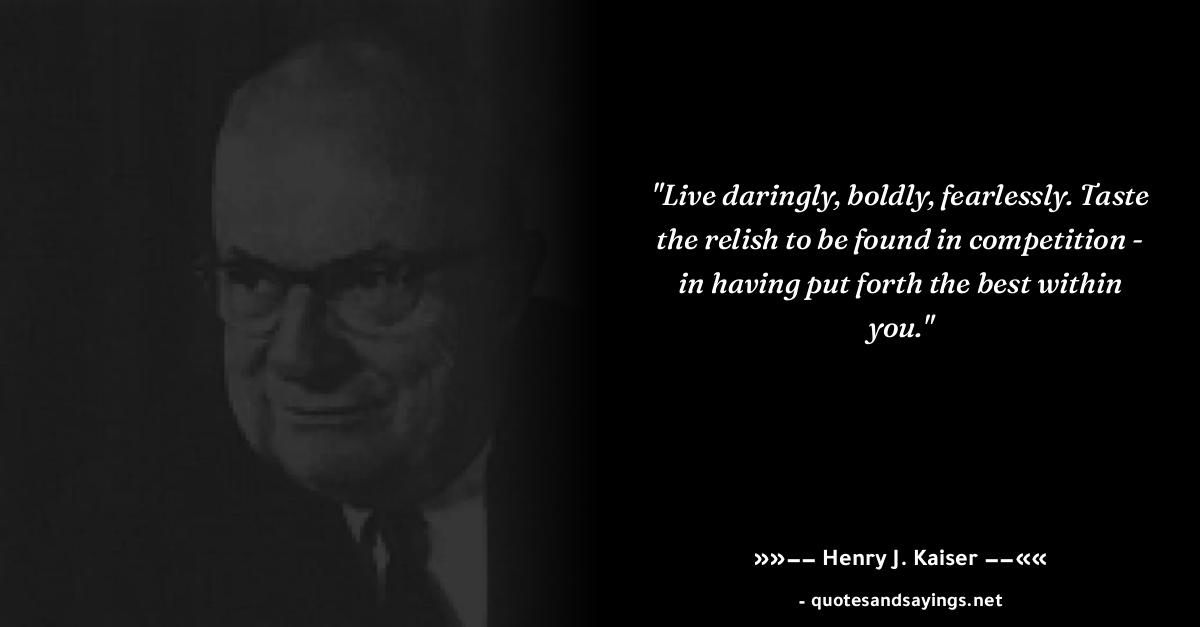 "Live daringly, boldly, fearlessly. Taste
the relish to be found in competition -
in having put forth the best within
you."
»»−− Henry J. Kaiser −−««
- quotesandsayings.net